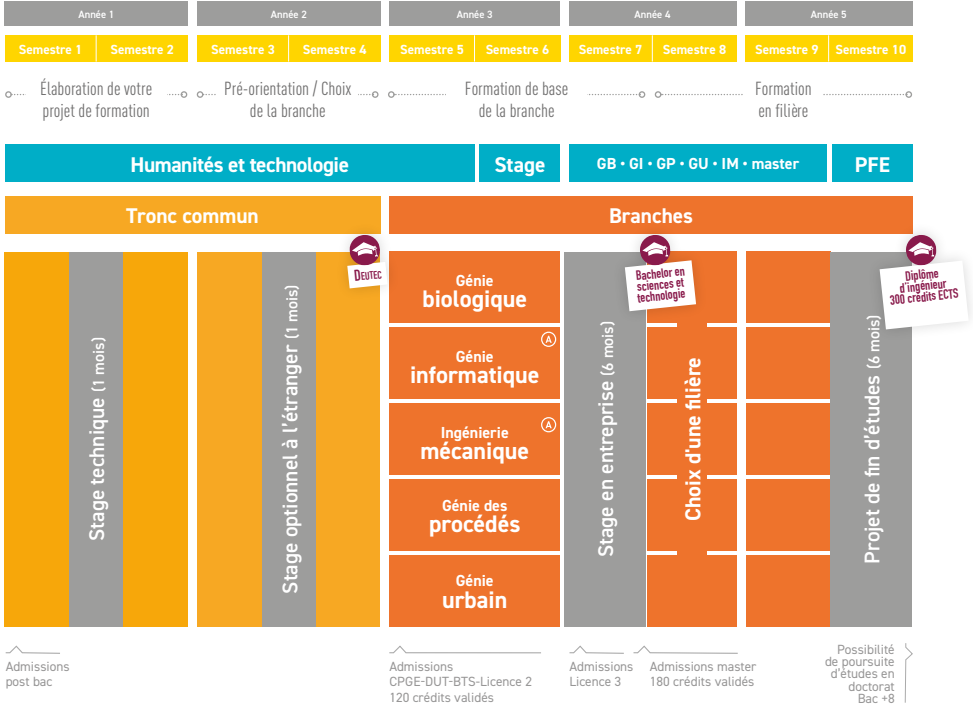 Année 1
Année 2
Année 3
Année 4
Année 5
Semestre 1
Semestre 2
Semestre 3
Semestre 4
Semestre 5
Semestre 6
Semestre 7
Semestre 8
Semestre 9
Semestre 10
Élaboration de votre
projet de formation
Pré-orientation / Choix
de la branche
Formation de base
de la branche
Formation
en filière
Humanités et technologie
Stage
GB • GI • GP • GU • IM • master
PFE
Tronc commun
Branches
Stage technique (1 mois)
Stage optionnel à l'étranger (1 mois)
DEUTEC
Génie
biologique
Génie
informatique
A
Ingénierie
mécanique
A
Génie des
procédés
Génie
urbain
Stage en entreprise (6 mois)
Bachelor en
sciences et
technologie
Choix d'une filière
Projet de fin d'études (6 mois)
Diplôme
d'ingénieur
300 crédits ECTS
Admissions
post bac
Admissions
CPGE-DUT-BTS-Licence 2
120 crédits validés
Admissions
Licence 3
Admissions master
180 crédits validés
Possibilité
de poursuite
d'études en
doctorat
Bac +8